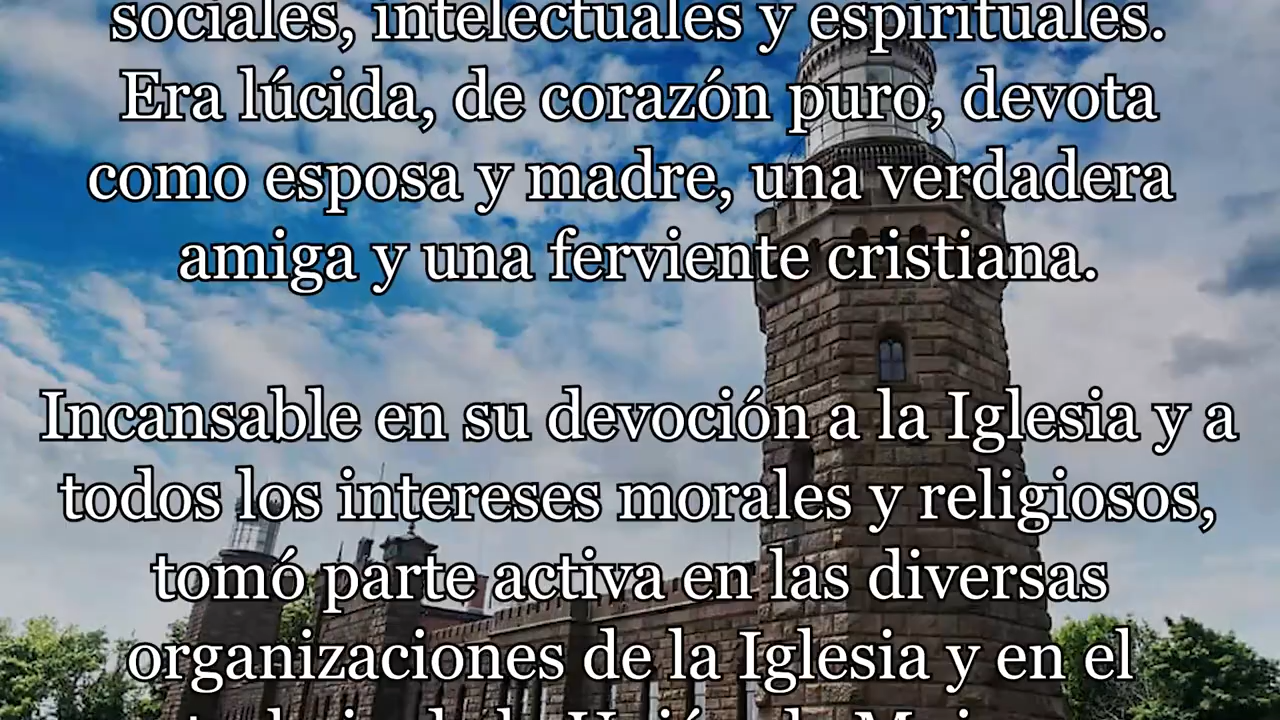 sociales, intelectuales y espirituales.
Era lúcida, de corazón puro, devota
como esposa y madre, una verdadera
amiga y una ferviente cristiana.
Incansable en su devoción a la Iglesia y a
todos los intereses morales y religiosos,
tomó parte activa en las diversas
organizaciones de la Iglesia y en el